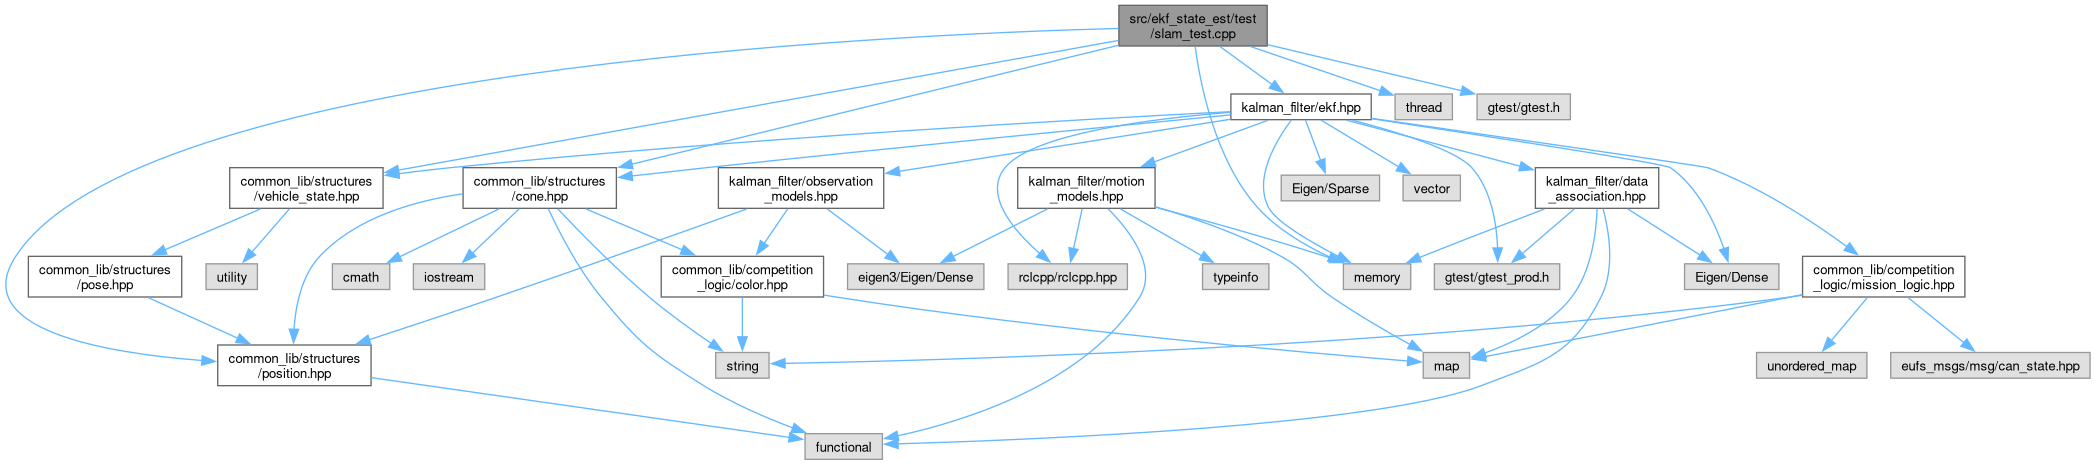 src/ekf_state_est/test
/slam_test.cpp
kalman_filter/ekf.hpp
thread
gtest/gtest.h
common_lib/structures
/vehicle_state.hpp
common_lib/structures
/cone.hpp
kalman_filter/observation
_models.hpp
kalman_filter/motion
_models.hpp
Eigen/Sparse
vector
kalman_filter/data
_association.hpp
common_lib/structures
/pose.hpp
utility
cmath
iostream
common_lib/competition
_logic/color.hpp
eigen3/Eigen/Dense
rclcpp/rclcpp.hpp
typeinfo
memory
gtest/gtest_prod.h
Eigen/Dense
common_lib/competition
_logic/mission_logic.hpp
common_lib/structures
/position.hpp
string
map
unordered_map
eufs_msgs/msg/can_state.hpp
functional